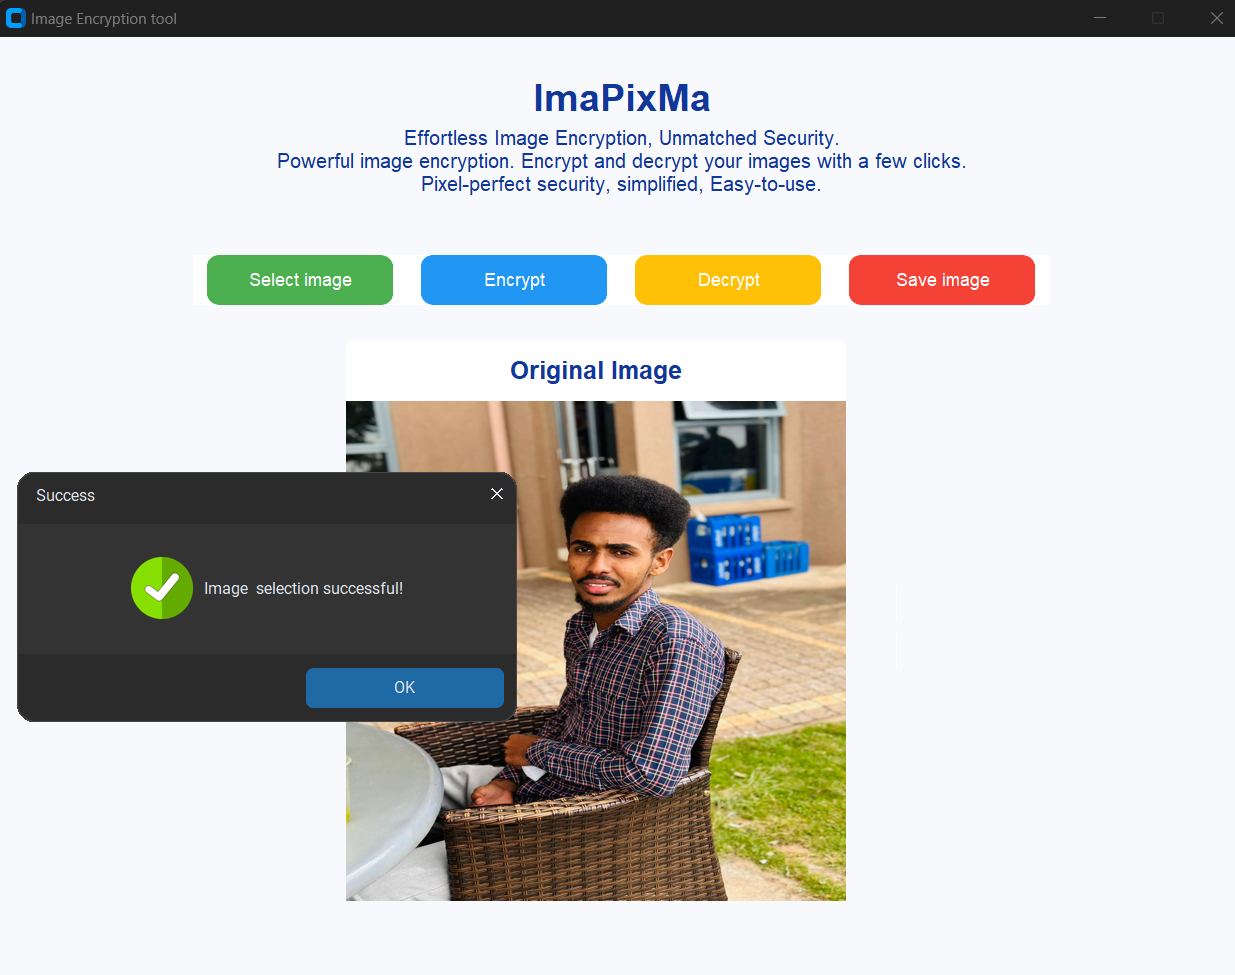 Image Encryption tool
ImaPixMa
Effortless Image Encryption, Unmatched Security.
Powerful image encryption. Encrypt and decrypt your images with a few clicks.
Pixel-perfect security, simplified, Easy-to-use.
Select image
Encrypt
Decrypt
Save image
Original Image
Success
Image  selection successful!
OK